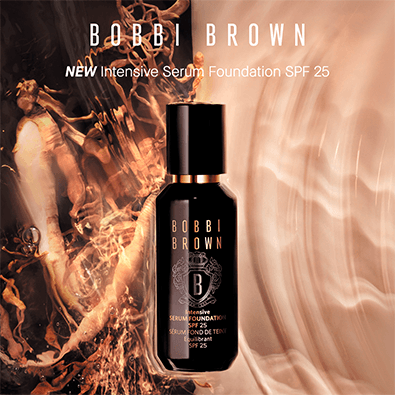 BOBBI BROWN
NEW Intensive Serum Foundation SPF 25
BOBBI
BROWN
B
Intensive
SERUM FOUNDATION
SPF 25
SÉRUM FOND DE TEINT
Équilibrant
SPF 25